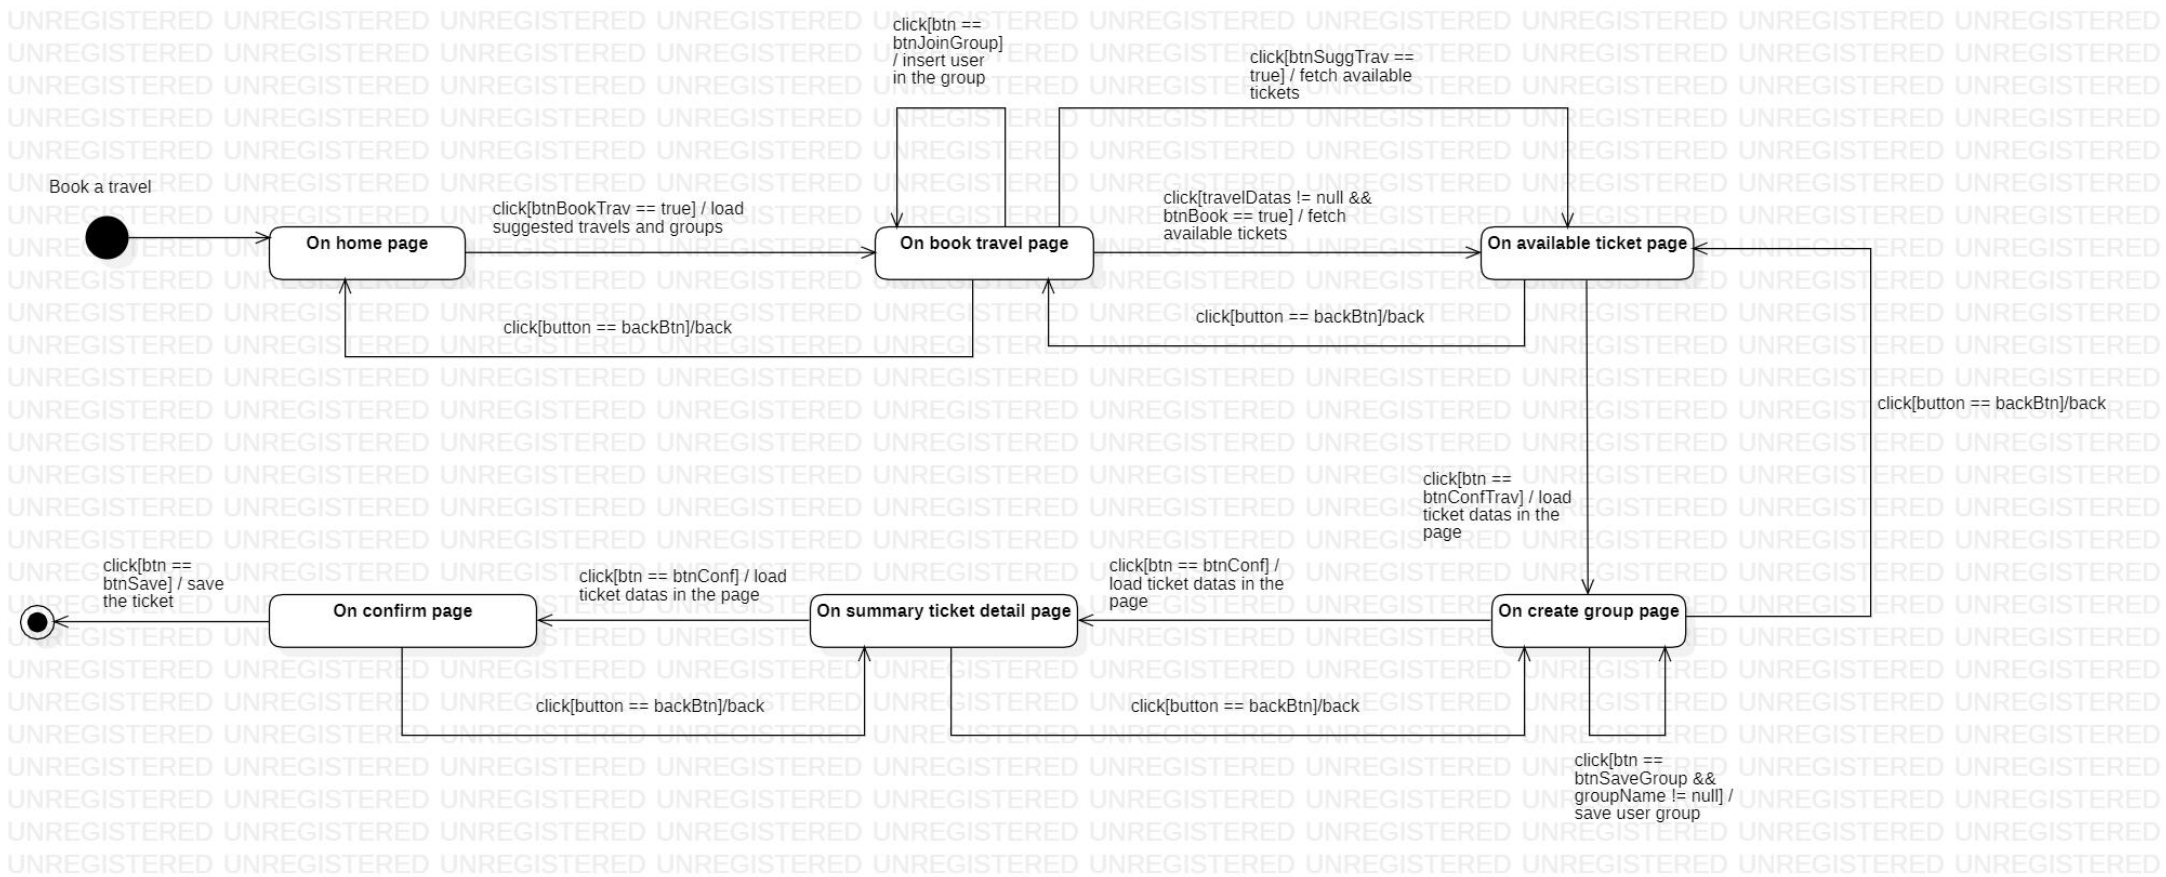 click[btn ==
btnJoinGroup]
/ insert user
in the group
click[btnSuggTrav ==
true] / fetch available
tickets
Book a travel
click[btnBookTrav == true] / load
suggested travels and groups
click[travelDatas != null &&
btnBook == true] / fetch
available tickets
On home page
On book travel page
On available ticket page
click[button == backBtn]/back
click[button == backBtn]/back
click[button == backBtn]/back
click[btn ==
btnConfTrav] / load
ticket datas in the
page
click[btn ==
btnSave] / save
the ticket
click[btn == btnConf] / load
ticket datas in the page
click[btn == btnConf] /
load ticket datas in the
page
On confirm page
On summary ticket detail page
On create group page
click[button == backBtn]/back
click[button == backBtn]/back
click[btn ==
btnSaveGroup &&
groupName != null] /
save user group
UNREGISTERED